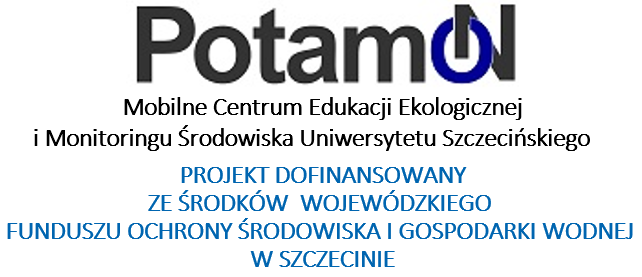 PotamON
Mobilne Centrum Edukacji Ekologicznej
i Monitoringu Środowiska Uniwersytetu Szczecińskiego
PROJEKT DOFINANSOWANY
ZE ŚRODKÓW WOJEWÓDZKIEGO
FUNDUSZU OCHRONY ŚRODOWISKA I GOSPODARKI WODNEJ
W SZCZECINIE